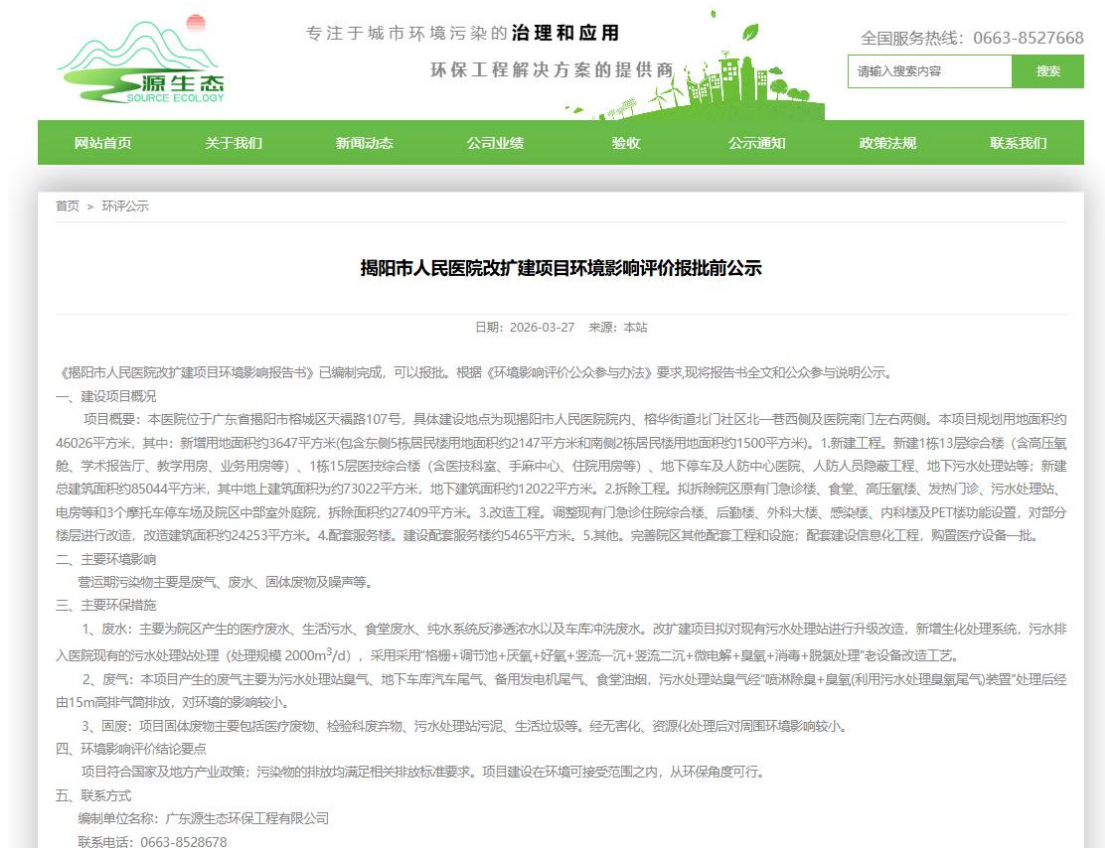 专注于城市环境污染的治理和应用
环保工程解决方案的提供商
全国服务热线：0663-8527668
源生态
SOURCE ECOLOGY
请输入搜索内容
搜索
网站首页 关于我们 新闻动态 公司业绩 验收 公示通知 政策法规 联系我们
首页 > 环评公示
揭阳市人民医院改扩建项目环境影响评价报批前公示
日期：2026-03-27 来源：本站
《揭阳市人民医院改扩建项目环境影响报告书》已编制完成，可以报批。根据《环境影响评价公众参与办法》要求,现将报告书全文和公众参与说明公示。
一、建设项目概况
项目概要：本医院位于广东省揭阳市榕城区天福路107号，具体建设地点为现揭阳市人民医院院内、榕华街道北门社区北一巷西侧及医院南门左右两侧。本项目规划用地面积约
46026平方米，其中：新增用地面积约3647平方米(包含东侧5栋居民楼用地面积约2147平方米和南侧2栋居民楼用地面积约1500平方米)。1.新建工程。新建1栋13层综合楼（含高压氧
舱、学术报告厅、教学用房、业务用房等）、1栋15层医技综合楼（含医技科室、手麻中心、住院用房等）、地下停车及人防中心医院、人防人员隐蔽工程、地下污水处理站等；新建
总建筑面积约85044平方米，其中地上建筑面积为约73022平方米，地下建筑面积约12022平方米。2.拆除工程。拟拆除院区原有门急诊楼、食堂、高压氧楼、发热门诊、污水处理站、
电房等和3个摩托车停车场及院区中部室外庭院，拆除面积约27409平方米。3.改造工程。调整现有门急诊住院综合楼、后勤楼、外科大楼、感染楼、内科楼及PET楼功能设置，对部分
楼层进行改造，改造建筑面积约24253平方米。4.配套服务楼。建设配套服务楼约5465平方米。5.其他。完善院区其他配套工程和设施；配套建设信息化工程，购置医疗设备一批。
二、主要环境影响
营运期污染物主要是废气、废水、固体废物及噪声等。
三、主要环保措施
1、废水：主要为院区产生的医疗废水、生活污水、食堂废水、纯水系统反渗透浓水以及车库冲洗废水。改扩建项目拟对现有污水处理站进行升级改造，新增生化处理系统，污水排
入医院现有的污水处理站处理（处理规模 2000m³/d），采用采用"格栅+调节池+厌氧+好氧+竖流一沉+竖流二沉+微电解+臭氧+消毒+脱氯处理"老设备改造工艺。
2、废气：本项目产生的废气主要为污水处理站臭气、地下车库汽车尾气、备用发电机尾气、食堂油烟，污水处理站臭气经"喷淋除臭+臭氧(利用污水处理臭氧尾气)装置"处理后经
由15m高排气筒排放，对环境的影响较小。
3、固废：项目固体废物主要包括医疗废物、检验科废弃物、污水处理站污泥、生活垃圾等。经无害化、资源化处理后对周围环境影响较小。
四、环境影响评价结论要点
项目符合国家及地方产业政策；污染物的排放均满足相关排放标准要求。项目建设在环境可接受范围之内，从环保角度可行。
五、联系方式
编制单位名称：广东源生态环保工程有限公司
联系电话：0663-8528678